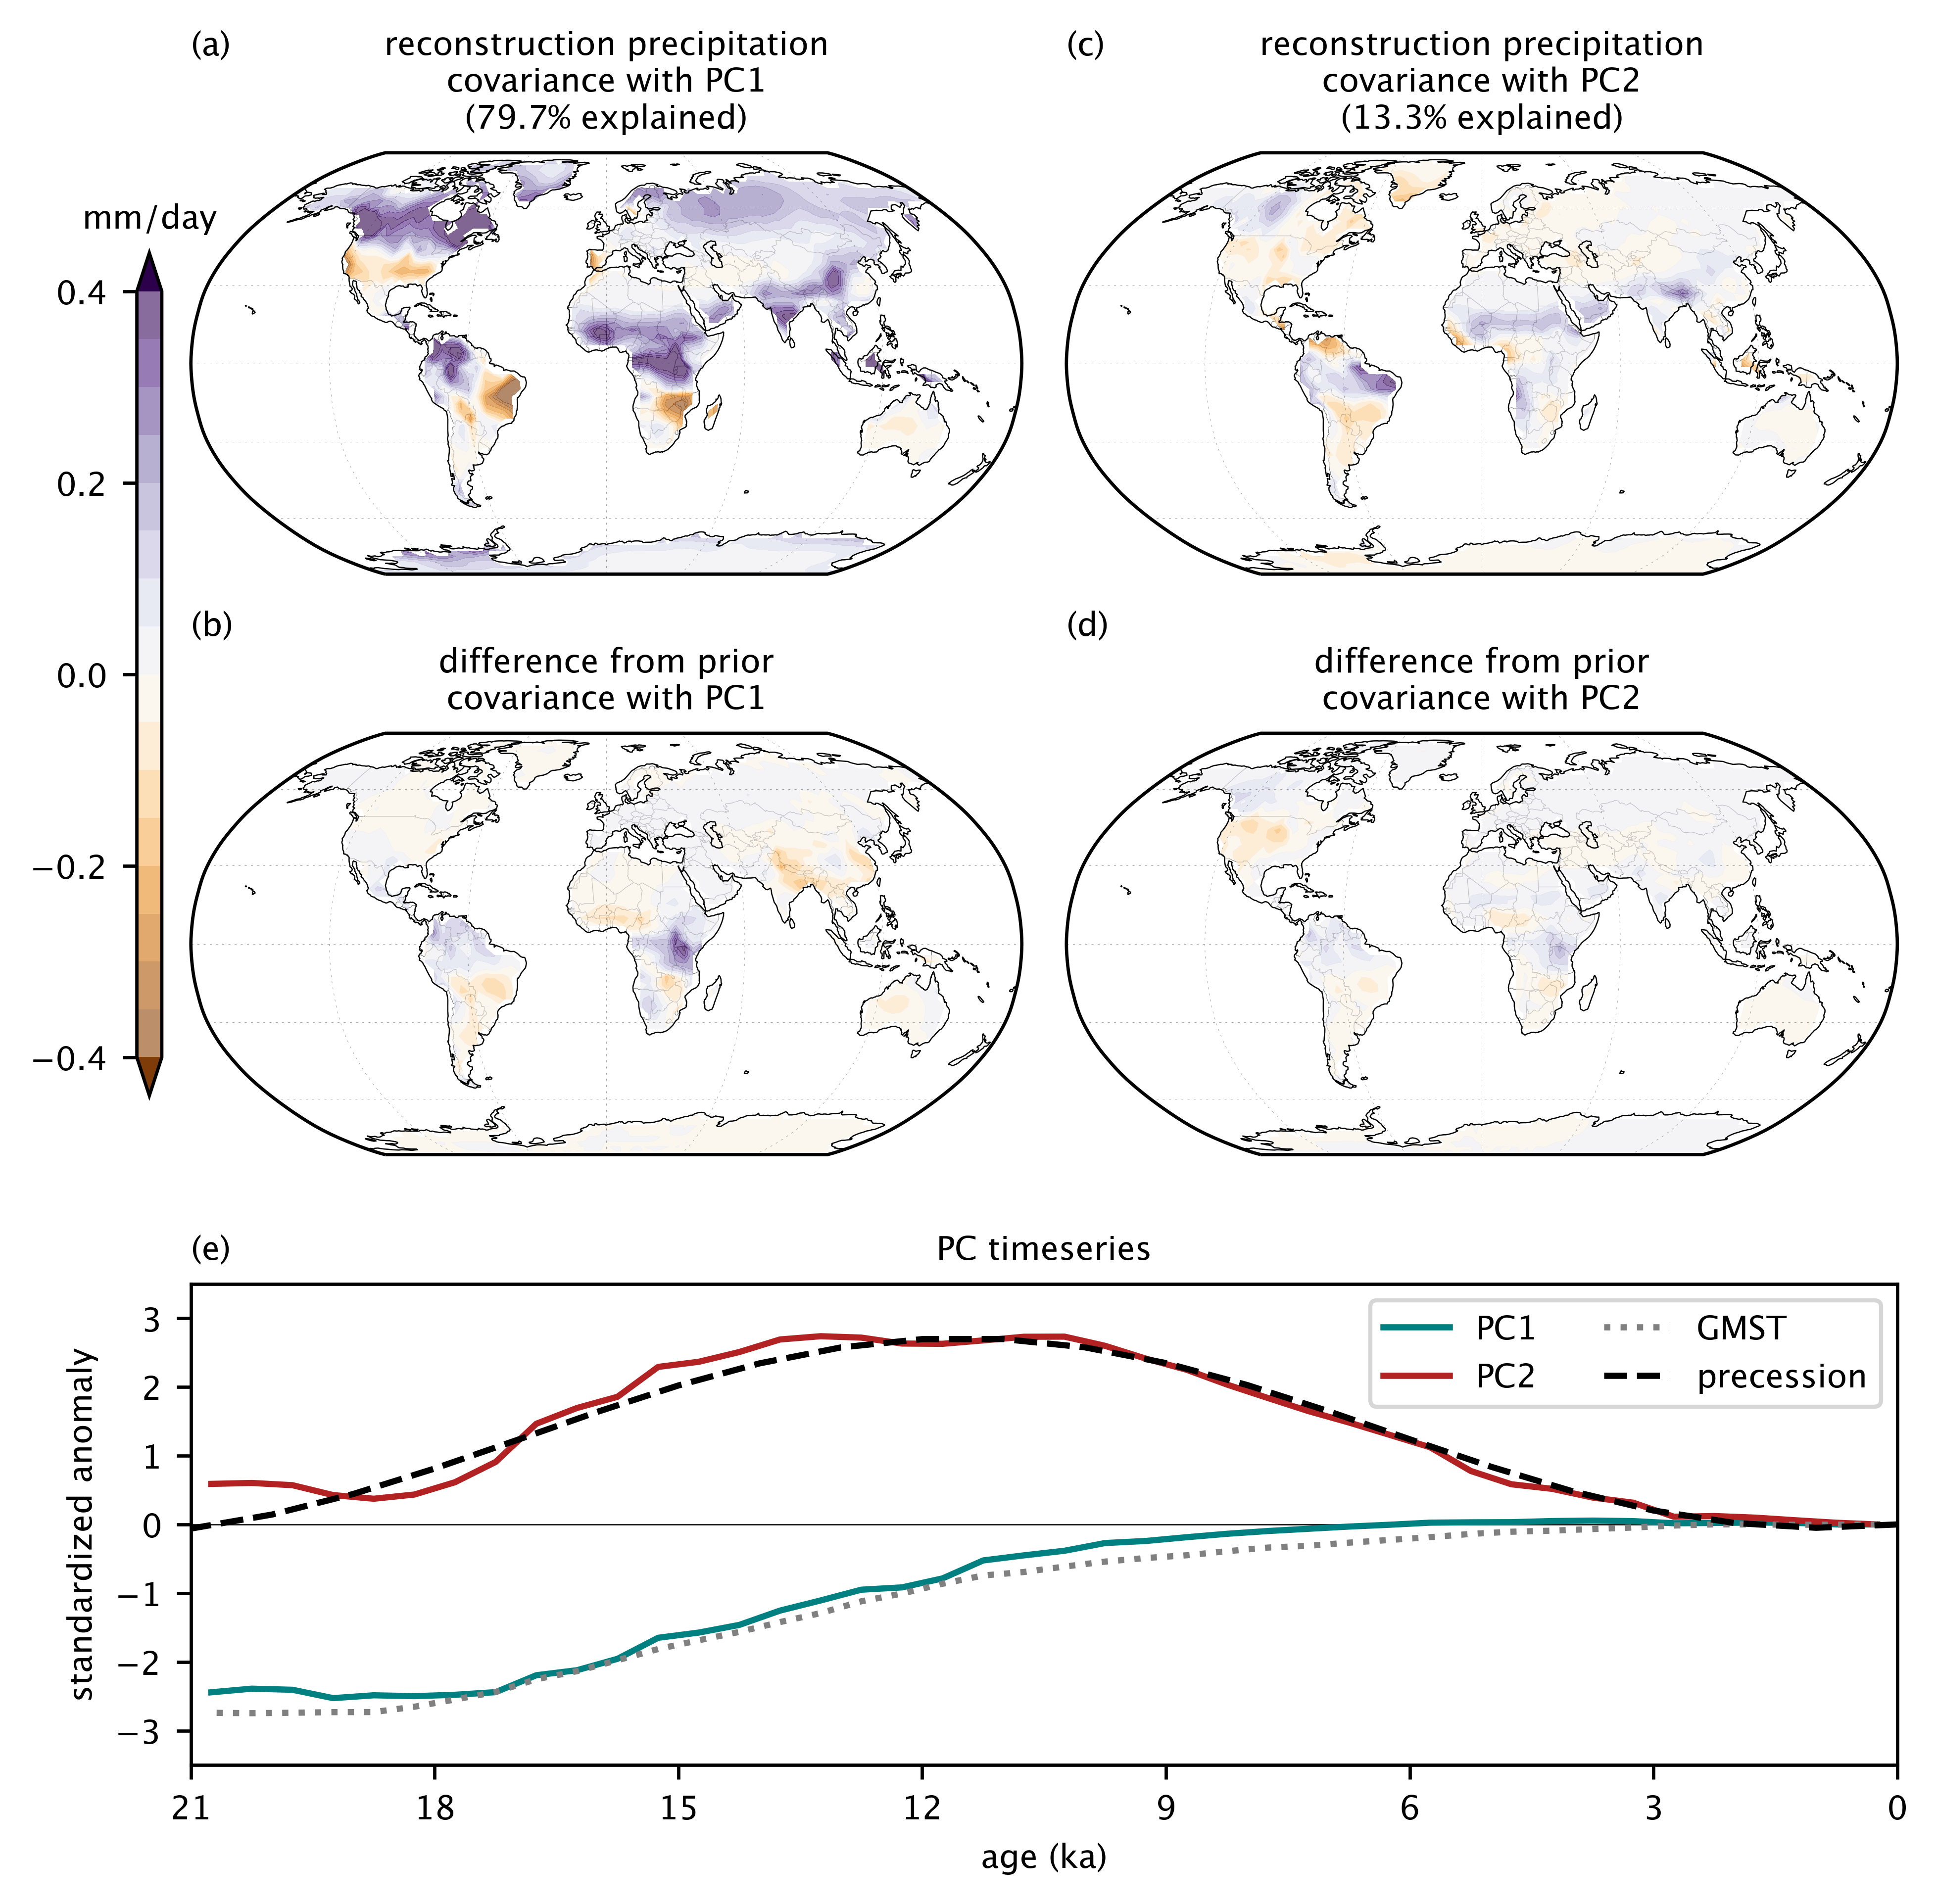 (a)
reconstruction precipitation
covariance with PC1
(79.7% explained)
(c)
reconstruction precipitation
covariance with PC2
(13.3% explained)
mm/day
0.4
0.2
0.0
−0.2
−0.4
(b)
difference from prior
covariance with PC1
(d)
difference from prior
covariance with PC2
(e)
PC timeseries
standardized anomaly
3
2
1
0
−1
−2
−3
PC1
PC2
GMST
precession
21
18
15
12
9
6
3
0
age (ka)